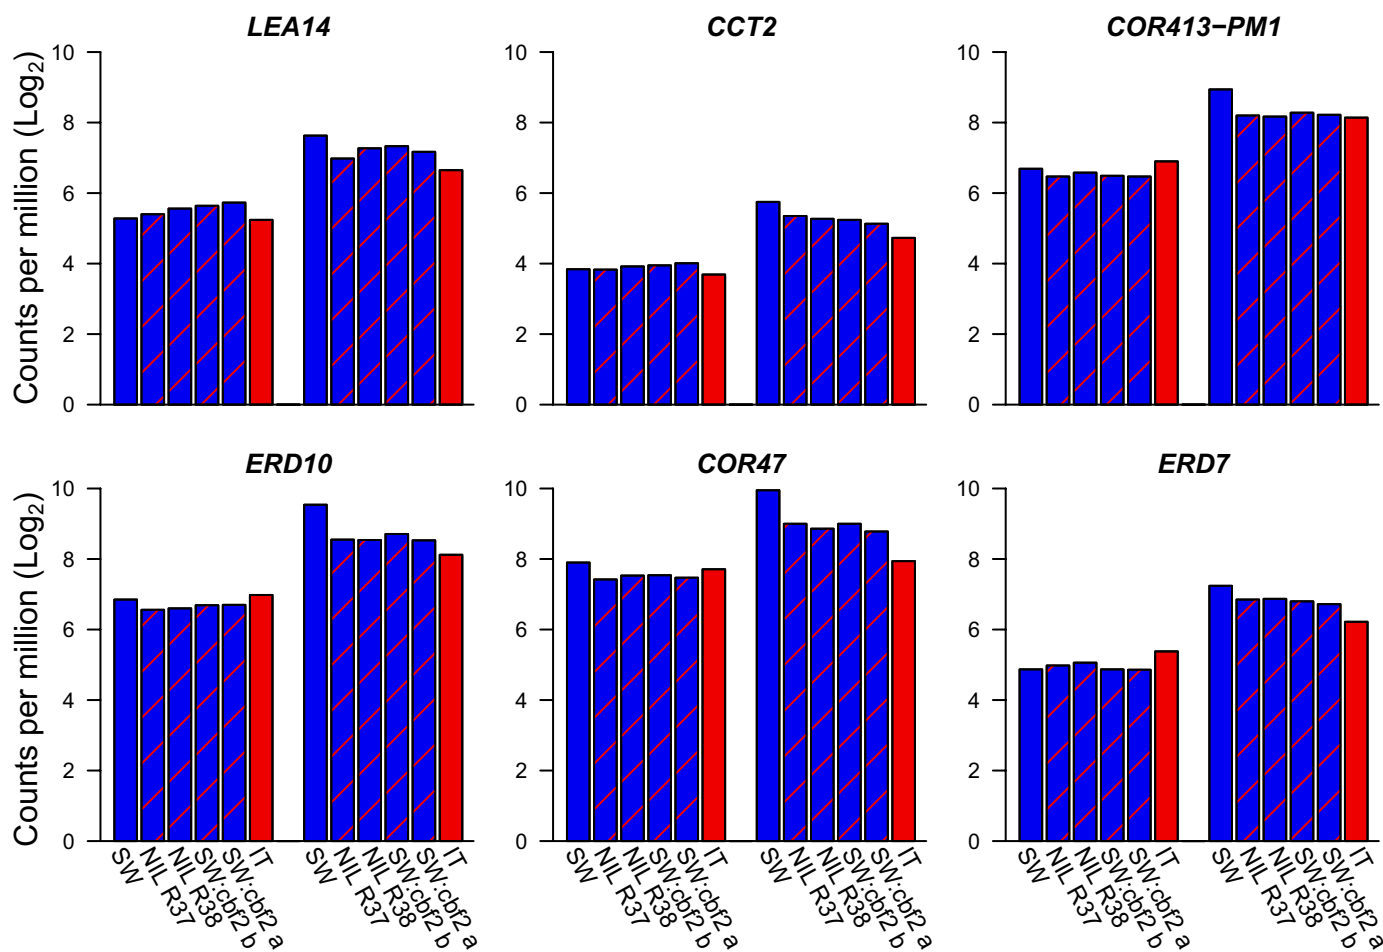 LEA14 CCT2 COR413−PM1
Counts per million (Log2)
10 10 10
8 8 8
6 6 6
4 4 4
2 2 2
0 0 0
ERD10 COR47 ERD7
Counts per million (Log2)
10 10 10
8 8 8
6 6 6
4 4 4
2 2 2
0 0 0
SW NIL R37 NIL R38 SW:cbf2 b SW:cbf2 a IT SW NIL R37 NIL R38 SW:cbf2 b SW:cbf2 a IT
SW NIL R37 NIL R38 SW:cbf2 b SW:cbf2 a IT SW NIL R37 NIL R38 SW:cbf2 b SW:cbf2 a IT
SW NIL R37 NIL R38 SW:cbf2 b SW:cbf2 a IT SW NIL R37 NIL R38 SW:cbf2 b SW:cbf2 a IT